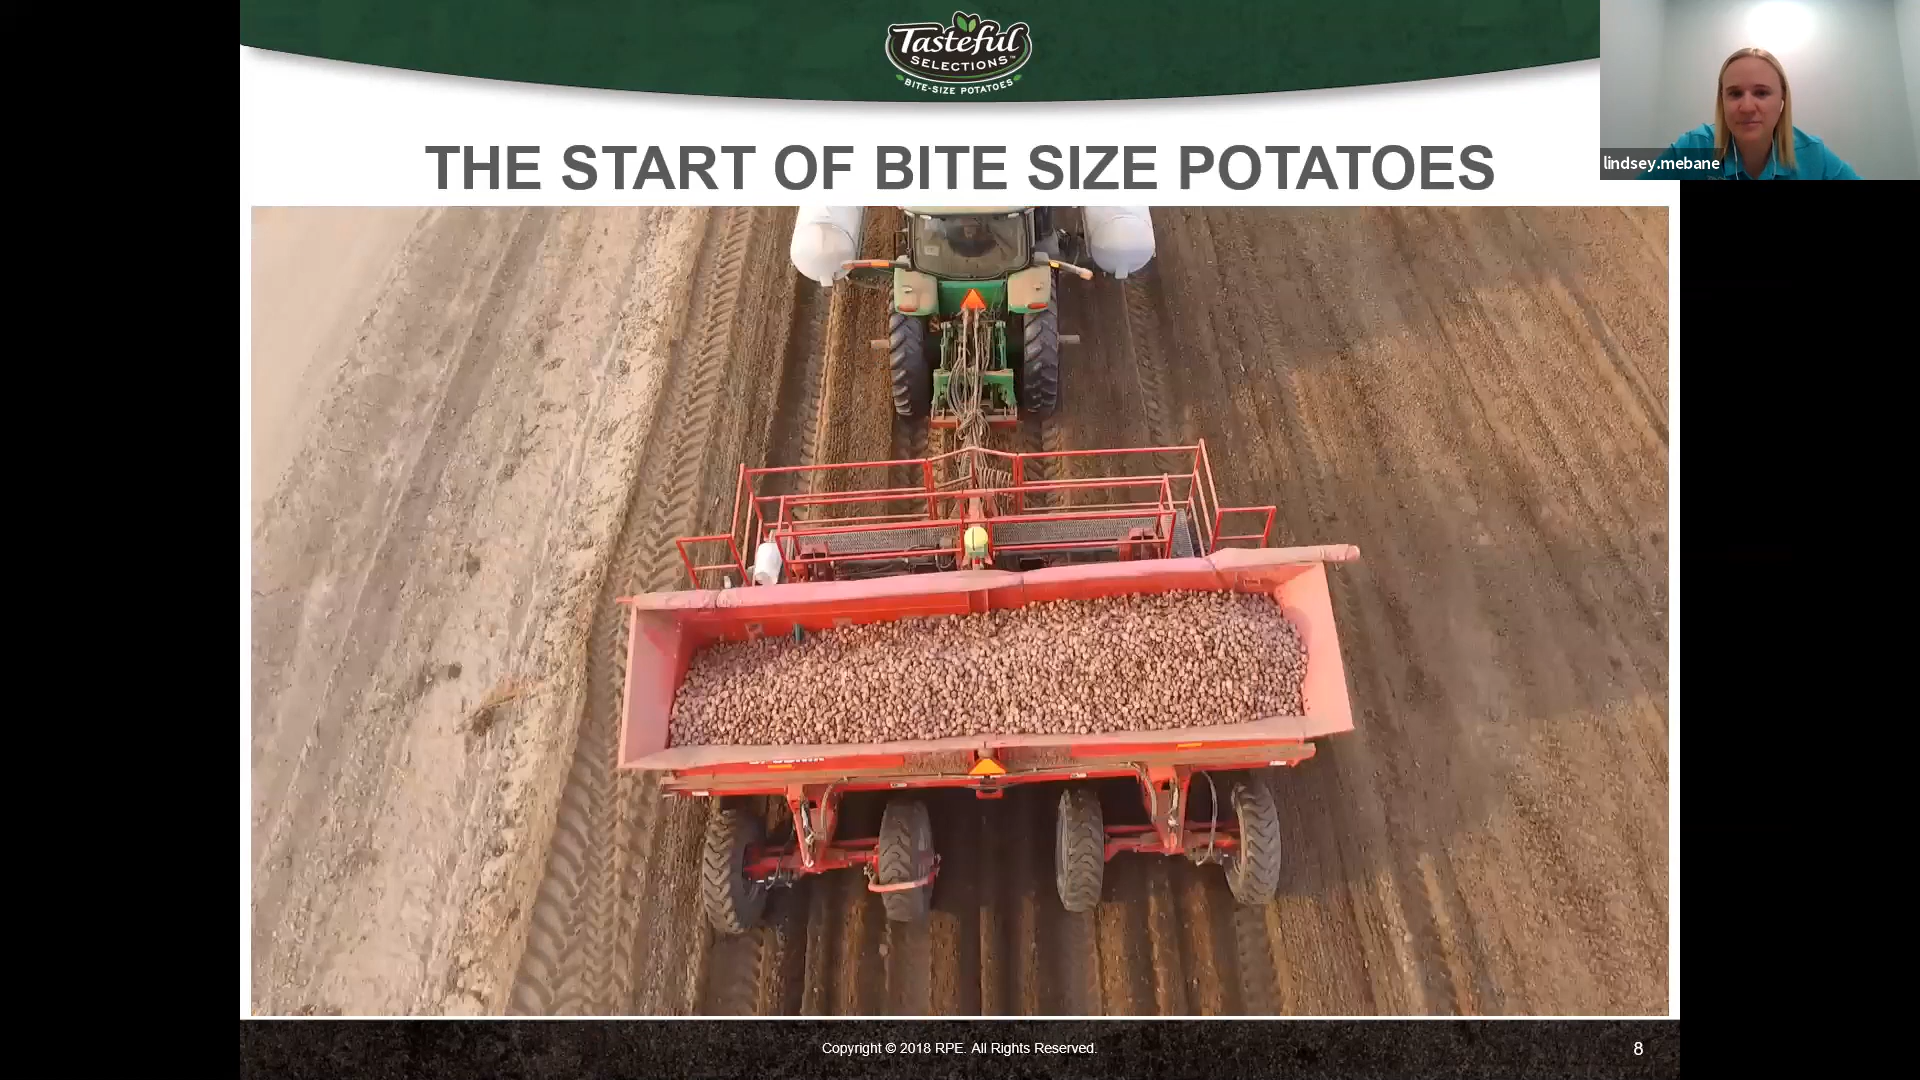 Tasteful
SELECTIONS™
BITE-SIZE POTATOES
lindsey.mebane
THE START OF BITE SIZE POTATOES
Copyright © 2018 RPE. All Rights Reserved.
8